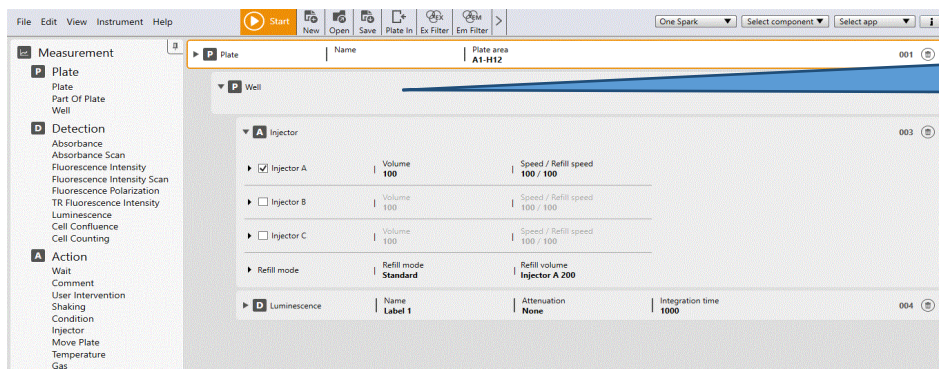 File Edit View Instrument Help
Start
New Open Save Plate In Ex Filter Em Filter
EX EM
One Spark Select component Select app
Measurement
P Plate
Plate
Part Of Plate
Well
D Detection
Absorbance
Absorbance Scan
Fluorescence Intensity
Fluorescence Intensity Scan
Fluorescence Polarization
TR Fluorescence Intensity
Luminescence
Cell Confluence
Cell Counting
A Action
Wait
Comment
User Intervention
Shaking
Condition
Injector
Move Plate
Temperature
Gas
P Plate Name Plate area 001
A1-H12
P Well
A Injector 003
Injector A Volume Speed / Refill speed
100 100 / 100
Injector B Volume Speed / Refill speed
100 100 / 100
Injector C Volume Speed / Refill speed
100 100 / 100
Refill mode Refill mode Refill volume
Standard Injector A 200
D Luminescence Name Attenuation Integration time 004
Label 1 None 1000